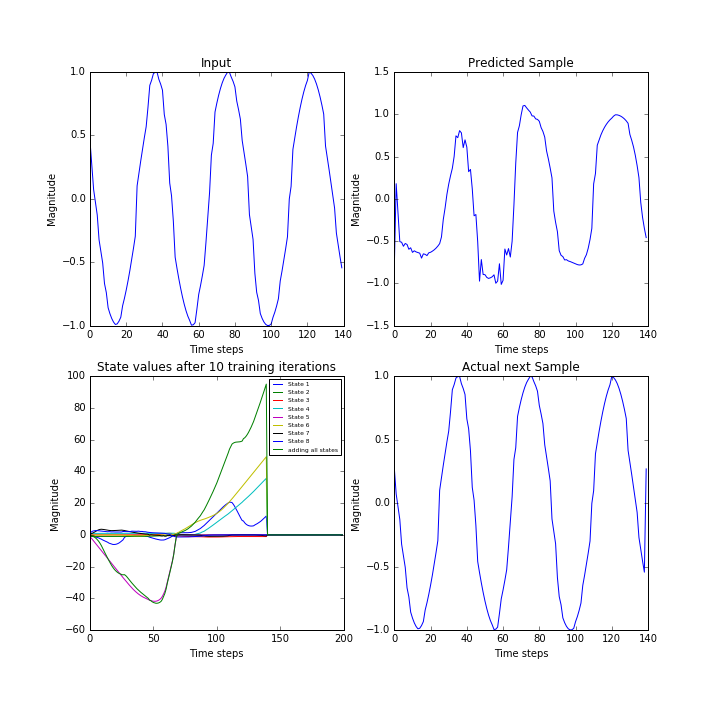 Input
Magnitude
1.0
0.5
0.0
−0.5
−1.0
0 20 40 60 80 100 120 140
Time steps
Predicted Sample
Magnitude
1.5
1.0
0.5
0.0
−0.5
−1.0
−1.5
0 20 40 60 80 100 120 140
Time steps
State values after 10 training iterations
Magnitude
100
80
60
40
20
0
−20
−40
−60
State 1
State 2
State 3
State 4
State 5
State 6
State 7
State 8
adding all states
0 50 100 150 200
Time steps
Actual next Sample
Magnitude
1.0
0.5
0.0
−0.5
−1.0
0 20 40 60 80 100 120 140
Time steps